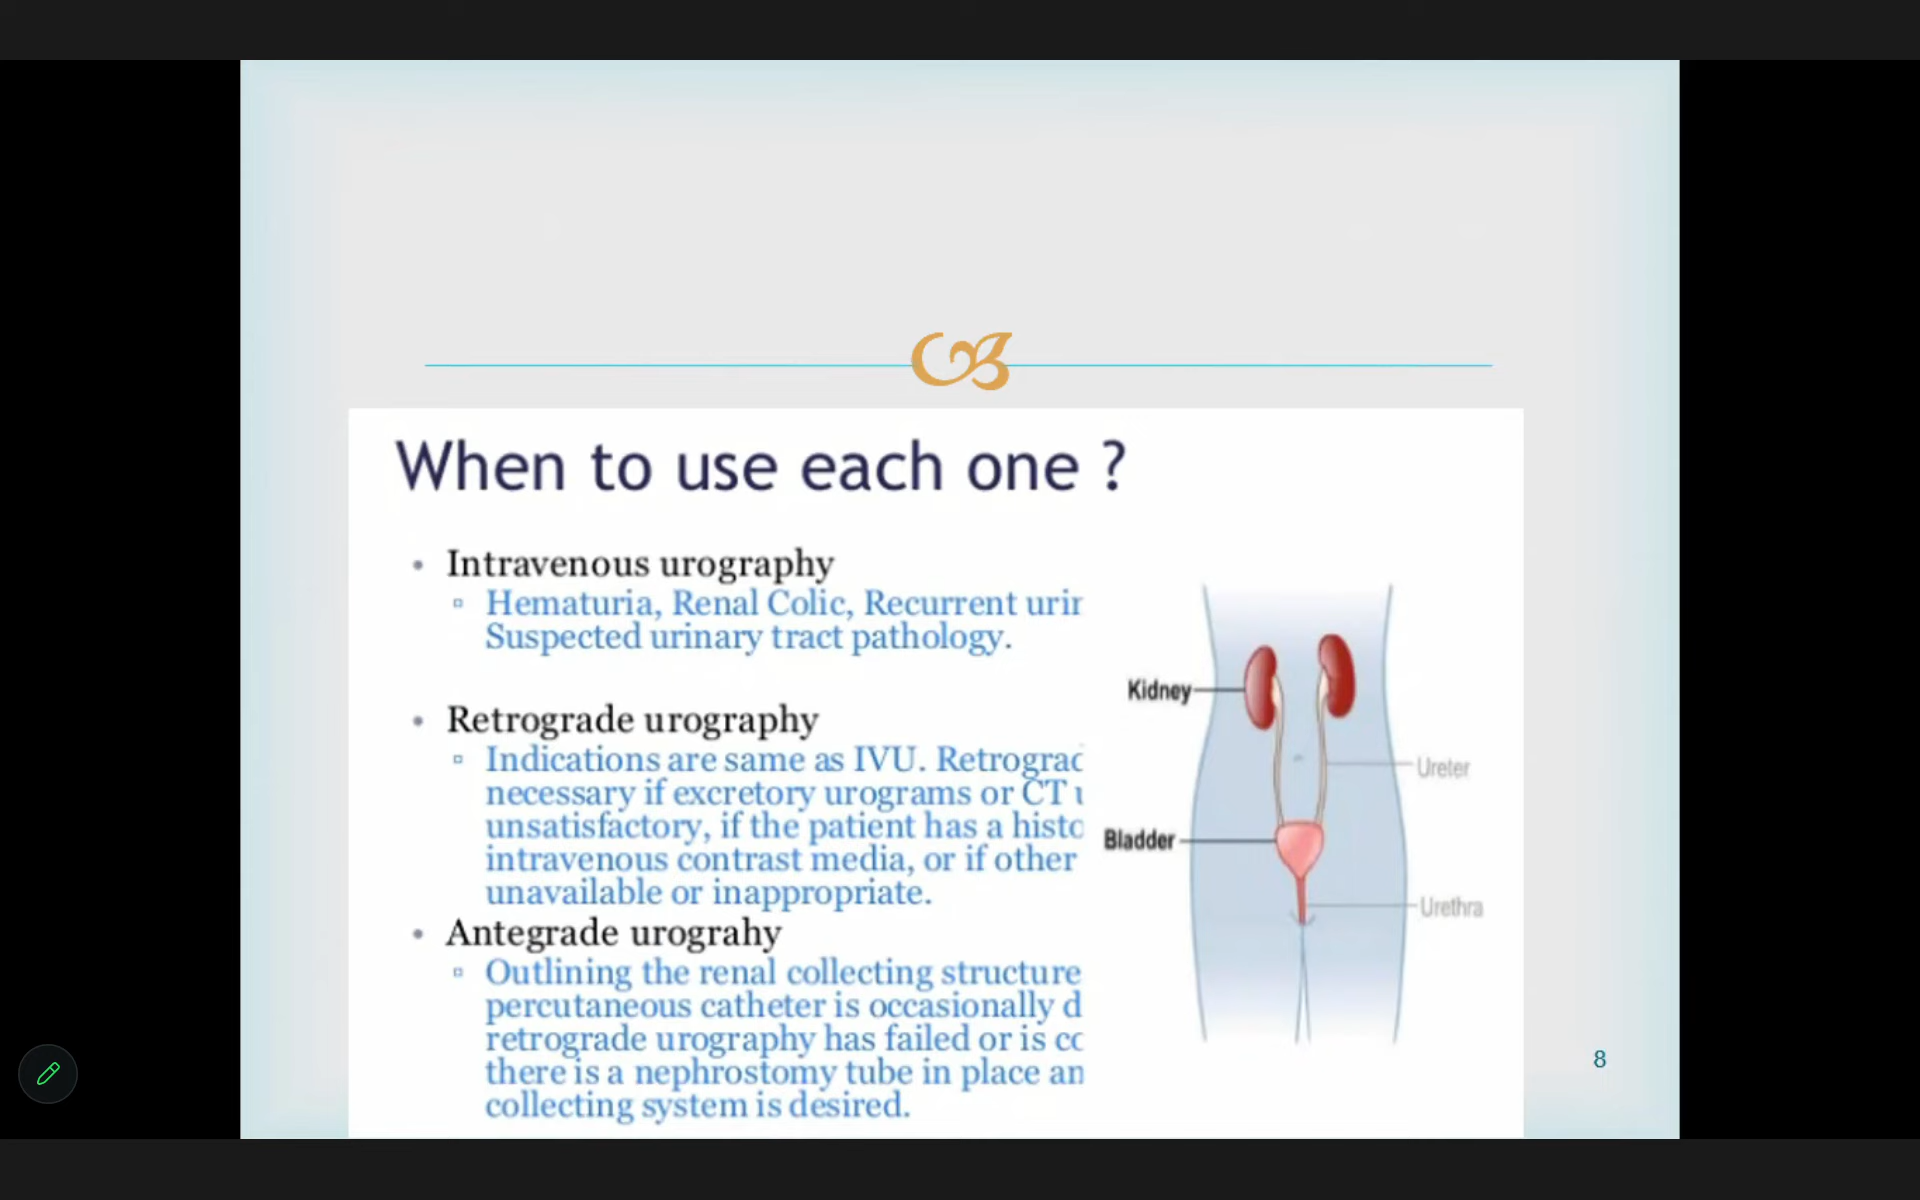 When to use each one ?
• Intravenous urography
▫ Hematuria, Renal Colic, Recurrent urir
Suspected urinary tract pathology.
• Retrograde urography
▫ Indications are same as IVU. Retrograd
necessary if excretory urograms or CT
unsatisfactory, if the patient has a histo
intravenous contrast media, or if other
unavailable or inappropriate.
• Antegrade urograhy
▫ Outlining the renal collecting structure
percutaneous catheter is occasionally d
retrograde urography has failed or is co
there is a nephrostomy tube in place an
collecting system is desired.
Kidney
Ureter
Bladder
Urethra
8